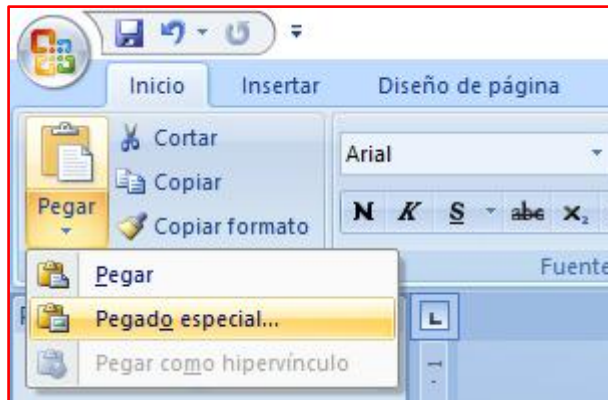 Inicio Insertar Diseño de página
Cortar
Copiar
Pegar
Copiar formato
Arial
N K S abc x₂
Fuente
Pegar
Pegado especial...
Pegar como hipervínculo